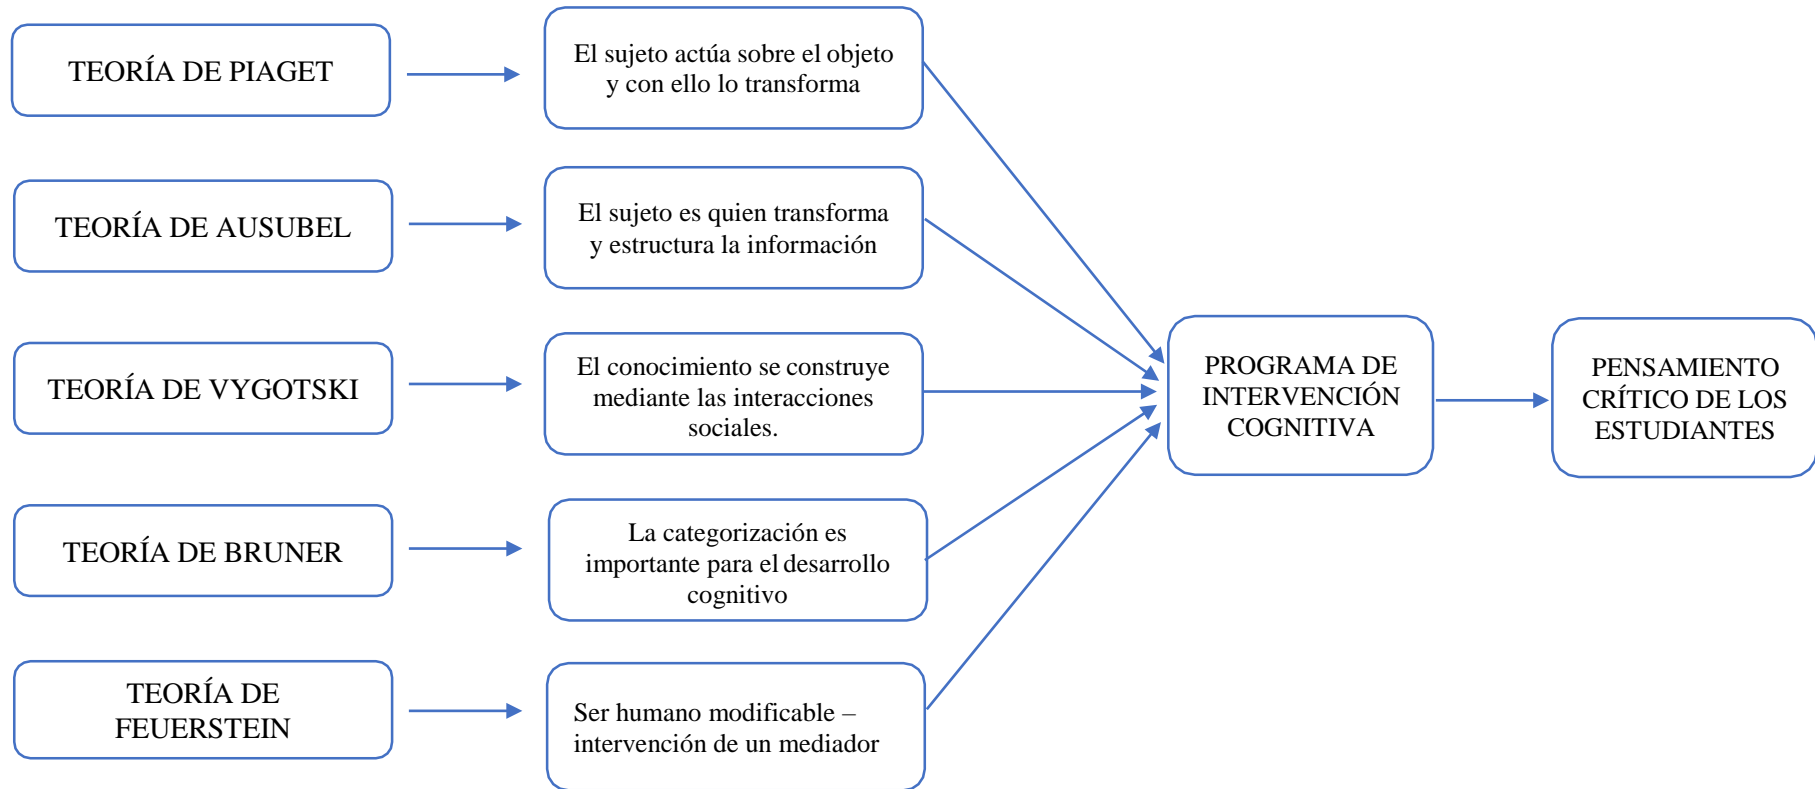 TEORÍA DE PIAGET
El sujeto actúa sobre el objeto
y con ello lo transforma
TEORÍA DE AUSUBEL
El sujeto es quien transforma
y estructura la información
TEORÍA DE VYGOTSKI
El conocimiento se construye
mediante las interacciones
sociales.
TEORÍA DE BRUNER
La categorización es
importante para el desarrollo
cognitivo
TEORÍA DE
FEUERSTEIN
Ser humano modificable –
intervención de un mediador
PROGRAMA DE
INTERVENCIÓN
COGNITIVA
PENSAMIENTO
CRÍTICO DE LOS
ESTUDIANTES